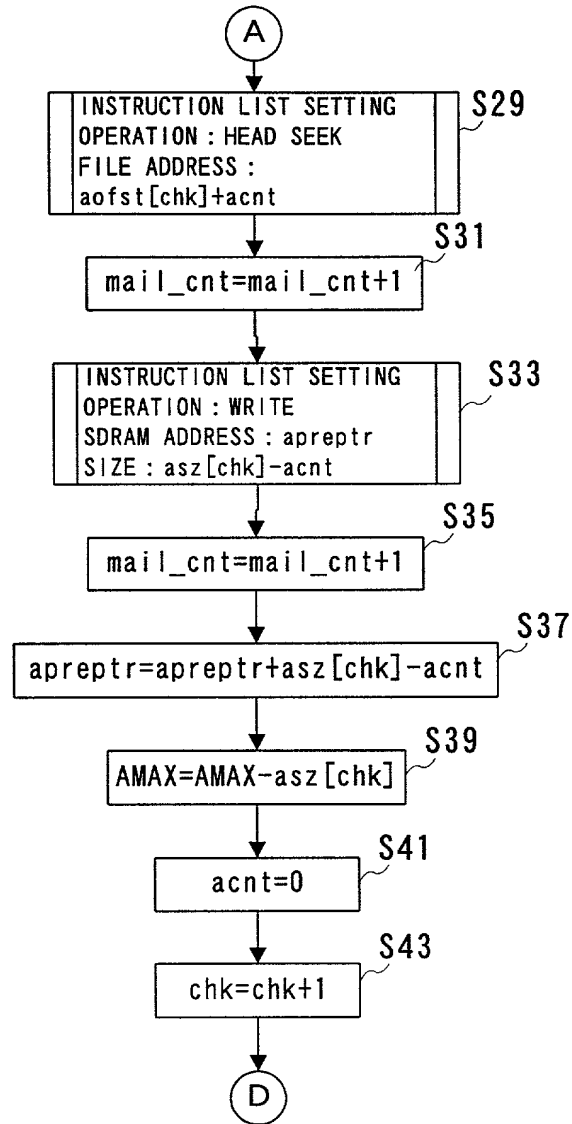 A
INSTRUCTION LIST SETTING
OPERATION : HEAD SEEK
FILE ADDRESS :
aofst[chk]+acnt
S29
S31
mail_cnt=mail_cnt+1
INSTRUCTION LIST SETTING
OPERATION : WRITE
SDRAM ADDRESS : apreptr
SIZE : asz[chk]-acnt
S33
S35
mail_cnt=mail_cnt+1
S37
apreptr=apreptr+asz[chk]-acnt
S39
AMAX=AMAX-asz[chk]
S41
acnt=0
S43
chk=chk+1
D